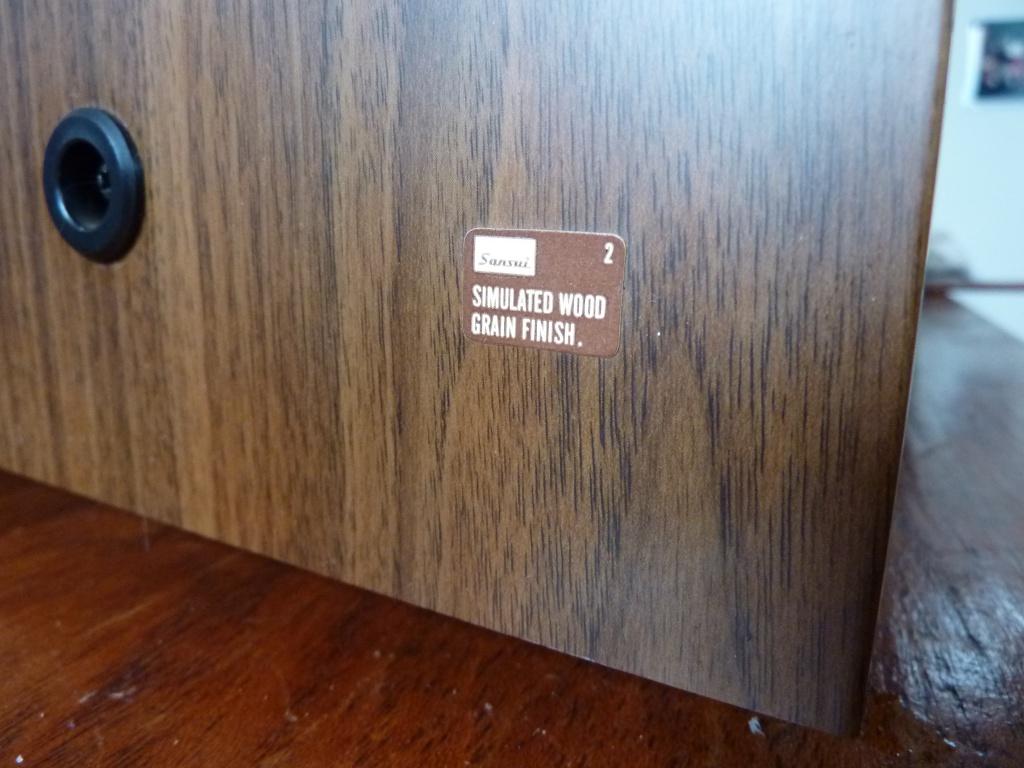 Sansui 2
SIMULATED WOOD
GRAIN FINISH.